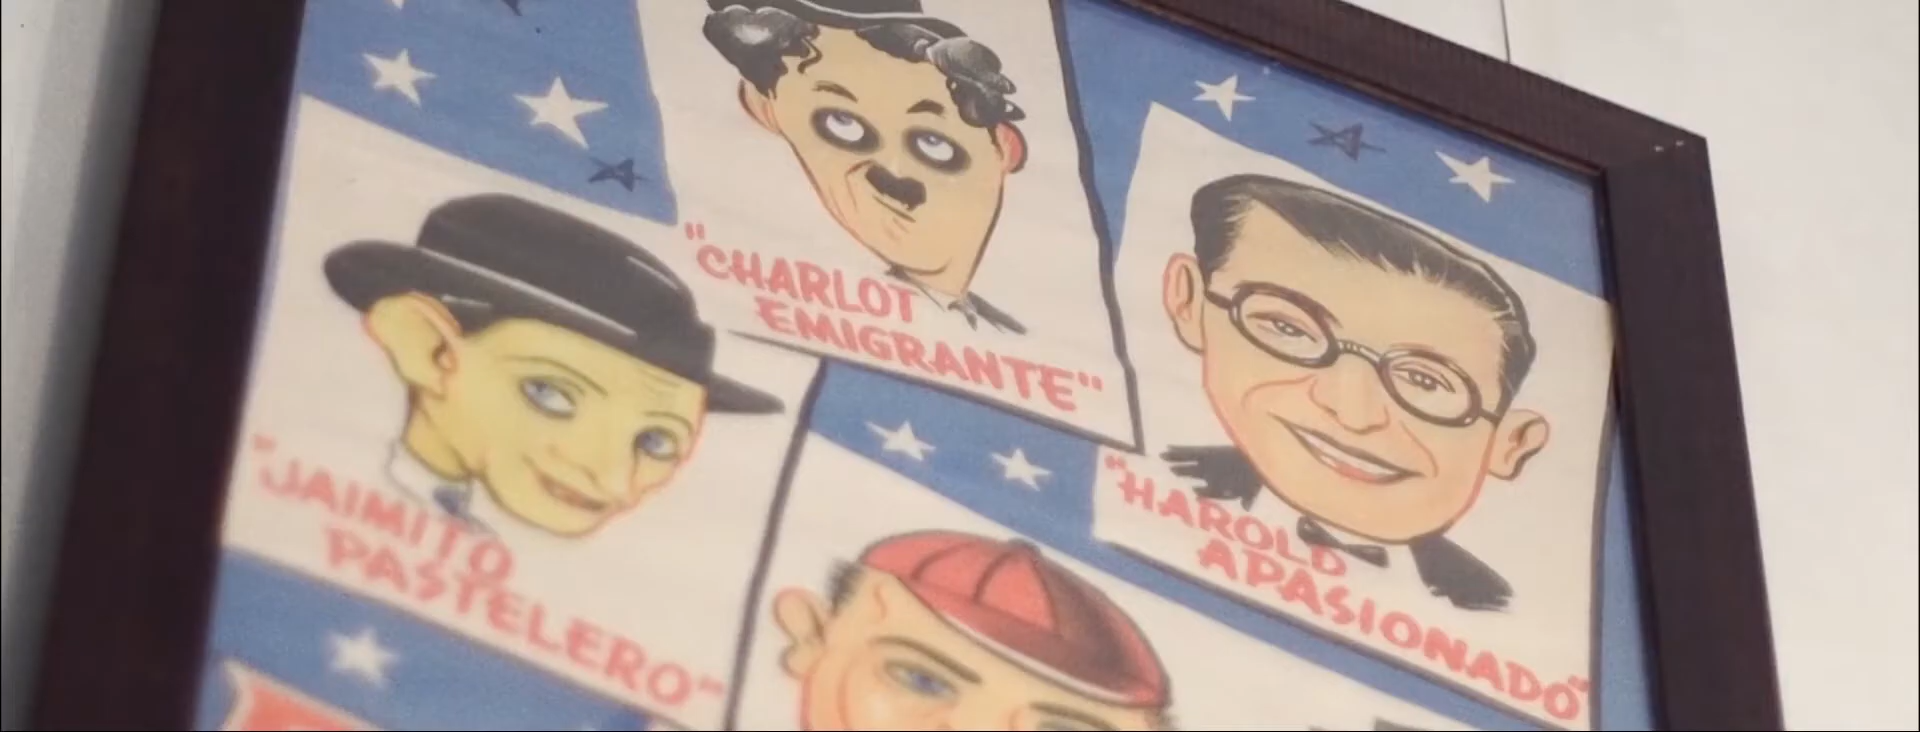 "CHARLOT
EMIGRANTE"
"JAIMITO
PASTELERO"
"HAROLD
APASIONADO"